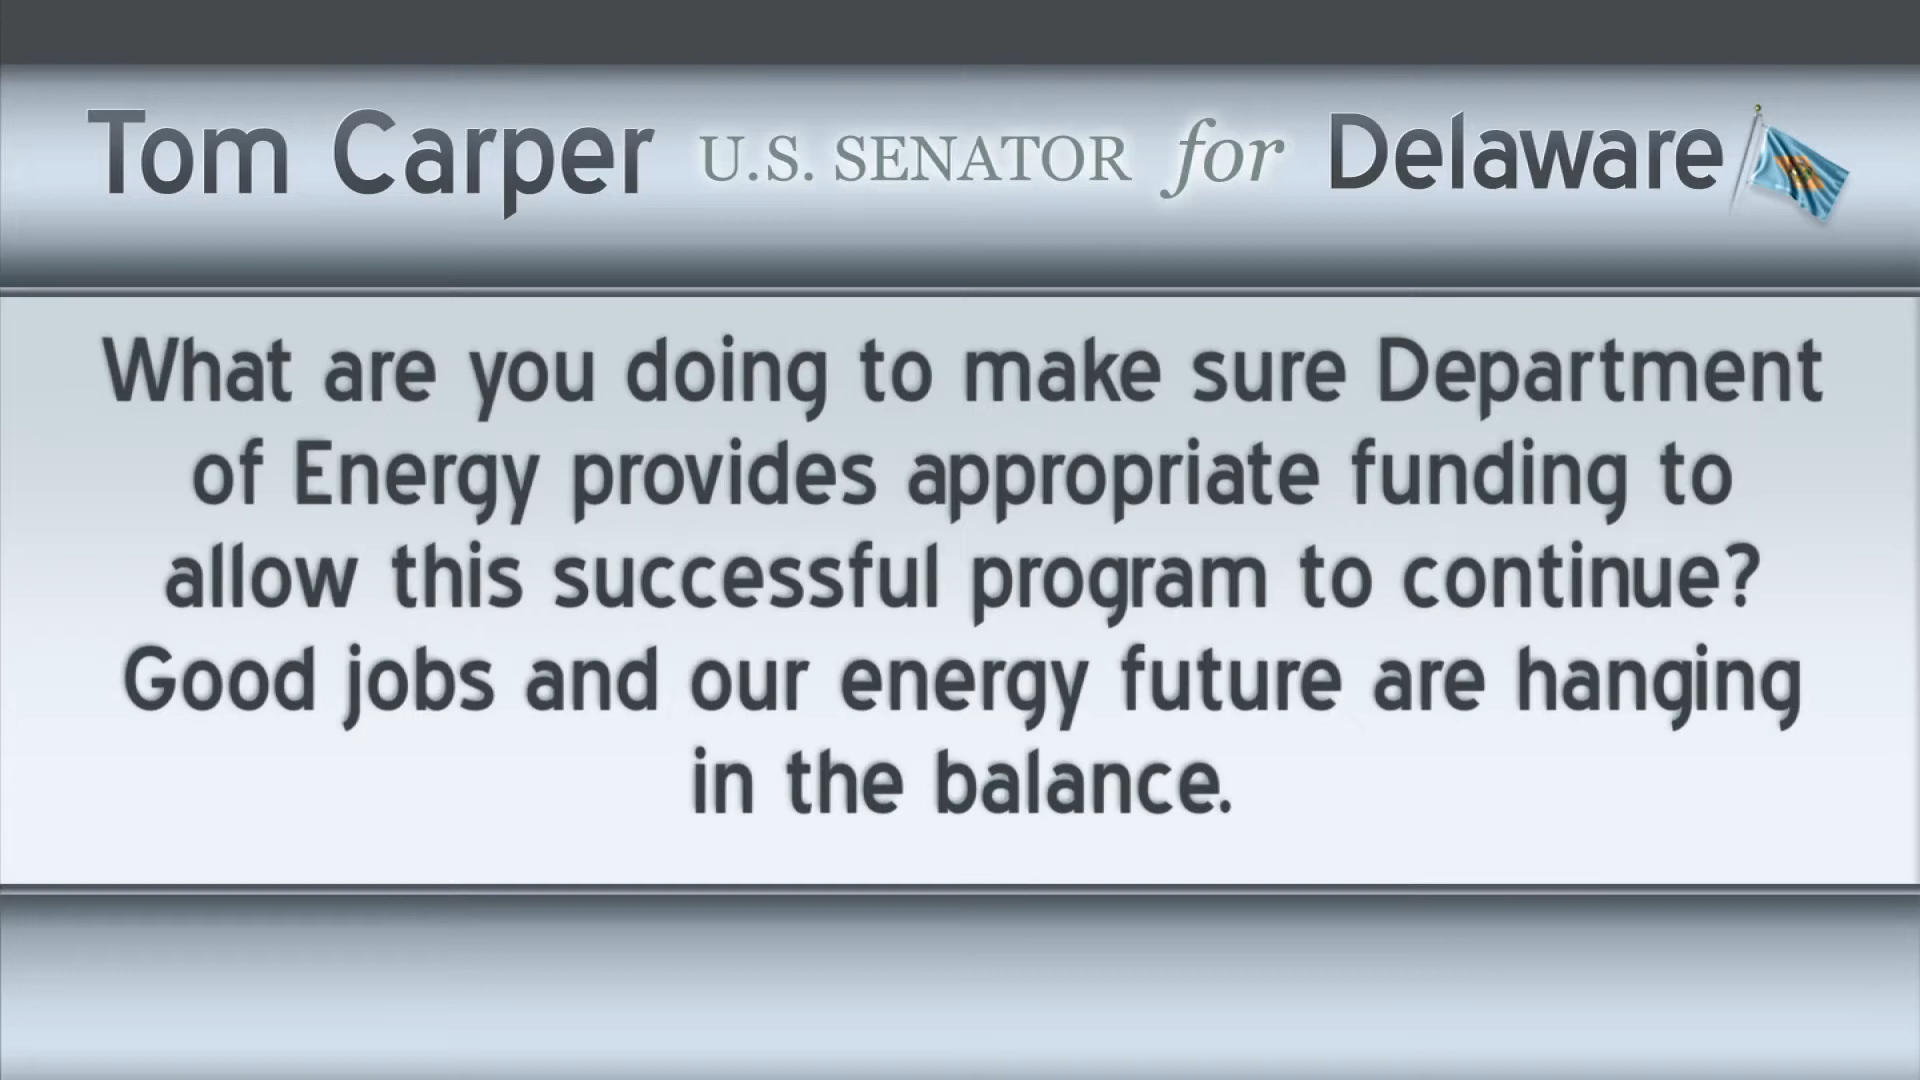 Tom Carper U.S. SENATOR for Delaware
What are you doing to make sure Department
of Energy provides appropriate funding to
allow this successful program to continue?
Good jobs and our energy future are hanging
in the balance.